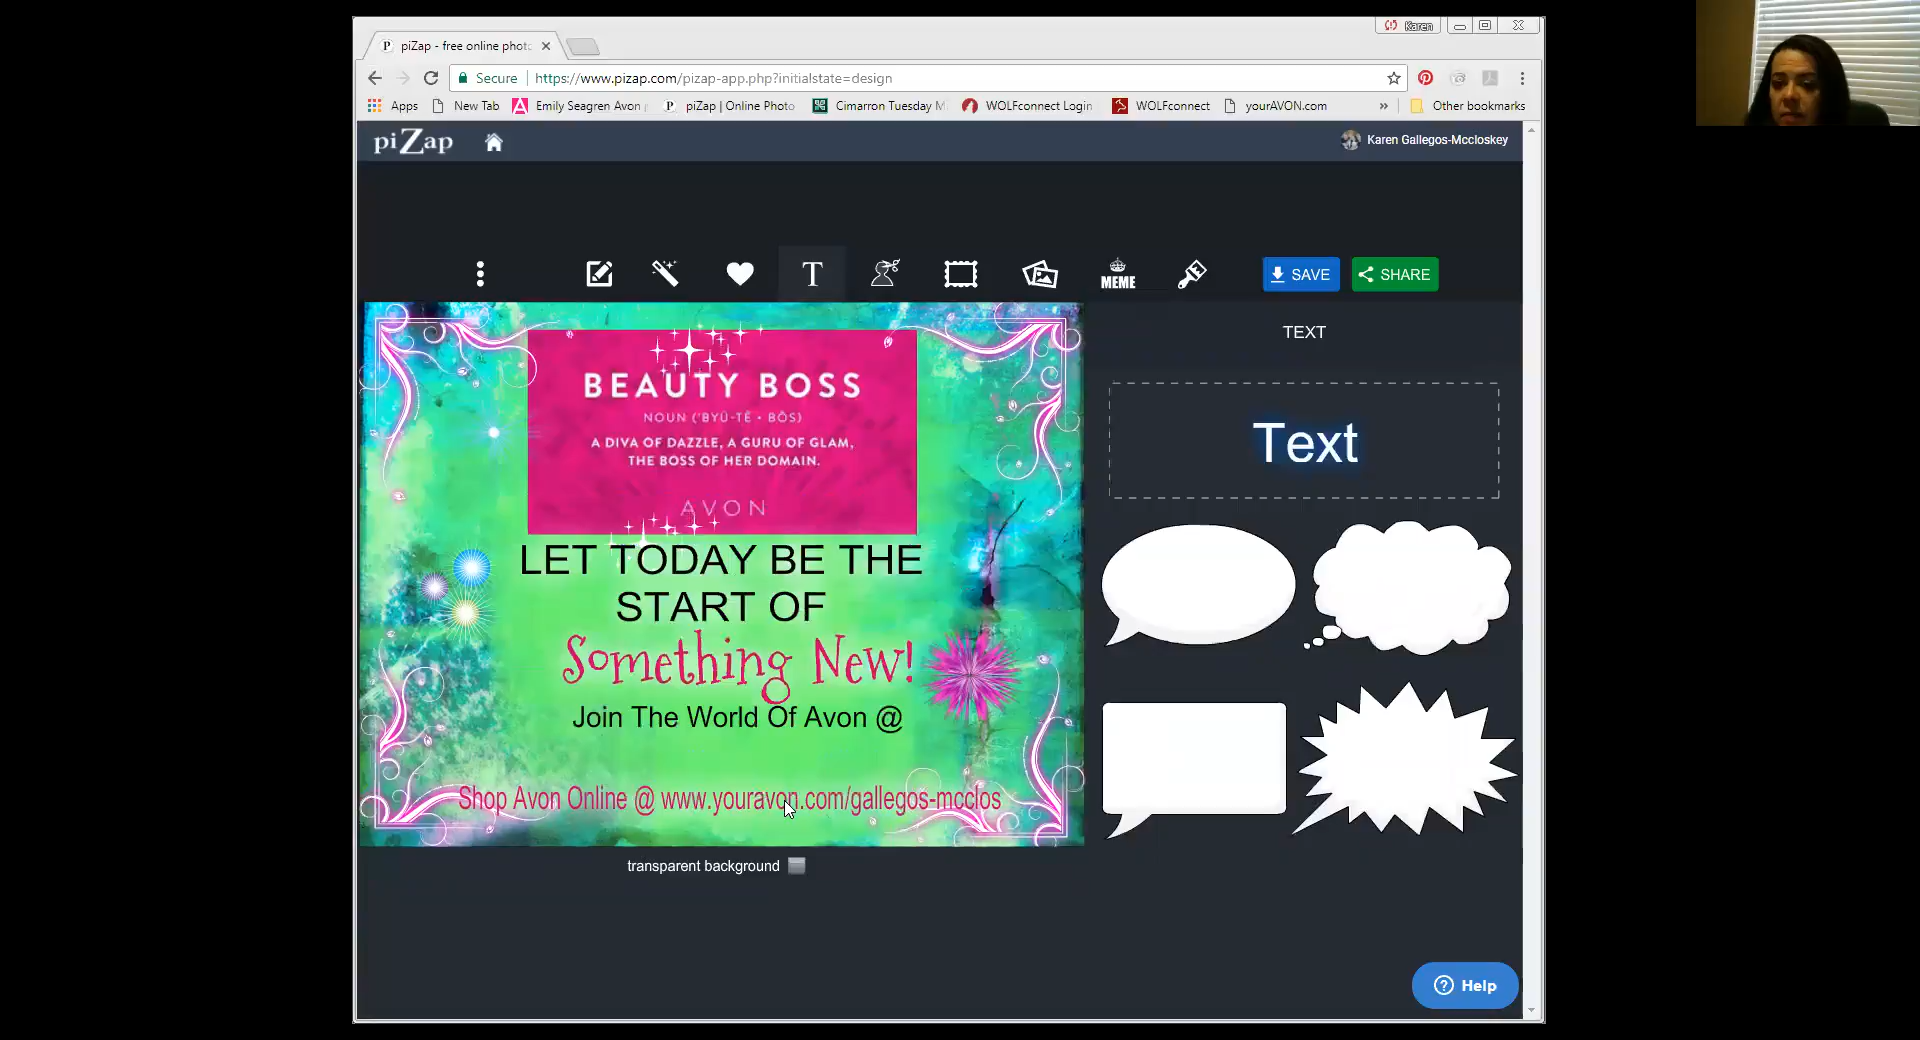 Karen
piZap - free online phot
Secure https://www.pizap.com/pizap-app.php?initialstate=design
Apps New Tab Emily Seagren Avon piZap | Online Photo Cimarron Tuesday M WOLFconnect Login WOLFconnect yourAVON.com » Other bookmarks
piZap Karen Gallegos-Mccloskey
T MEME SAVE SHARE
TEXT
BEAUTY BOSS
NOUN ('BYŪ-TĒ • BŎS)
A DIVA OF DAZZLE, A GURU OF GLAM,
THE BOSS OF HER DOMAIN.
AVON
Text
LET TODAY BE THE
START OF
Something New!
Join The World Of Avon @
Shop Avon Online @ www.youravon.com/gallegos-mcclos
transparent background
Help